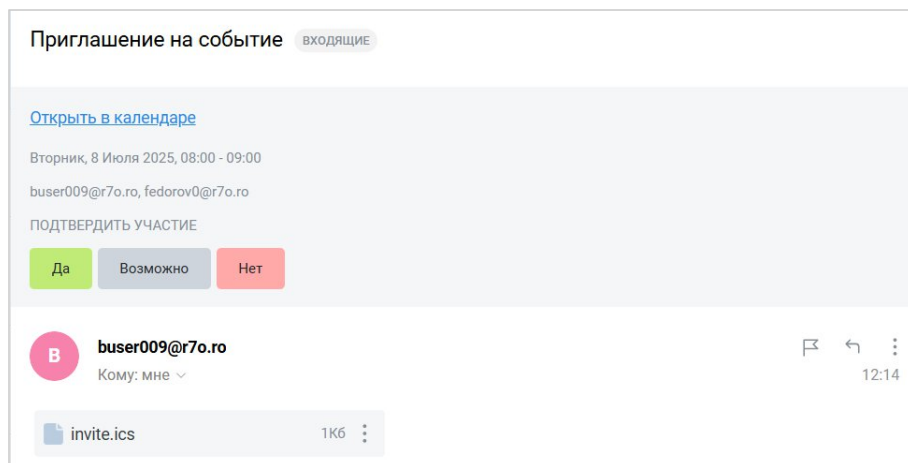 Приглашение на событие ВХОДЯЩИЕ
Открыть в календаре
Вторник, 8 Июля 2025, 08:00 - 09:00
buser009@r7o.ro, fedorov0@r7o.ro
ПОДТВЕРДИТЬ УЧАСТИЕ
Да Возможно Нет
B buser009@r7o.ro
Кому: мне
12:14
invite.ics 1Кб